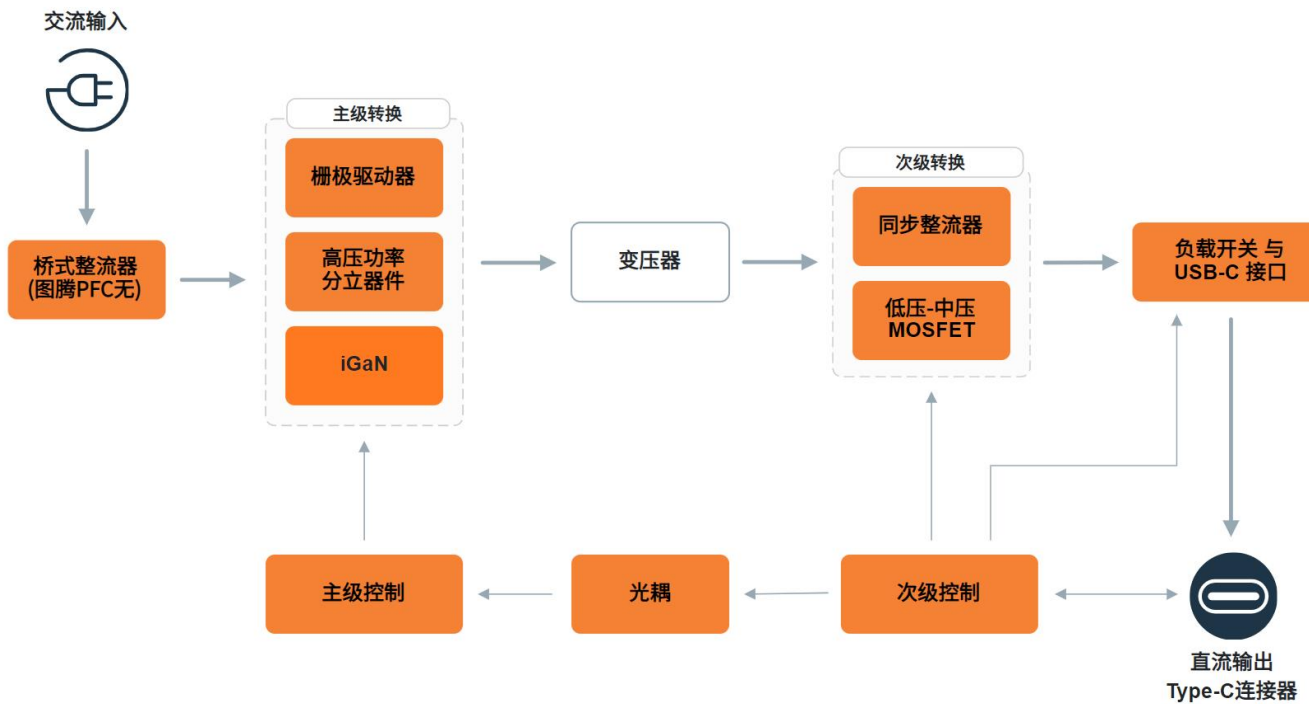 交流输入
主级转换
栅极驱动器
高压功率
分立器件
iGaN
桥式整流器
(图腾PFC无)
变压器
次级转换
同步整流器
低压-中压
MOSFET
负载开关 与
USB-C 接口
主级控制
光耦
次级控制
直流输出
Type-C连接器